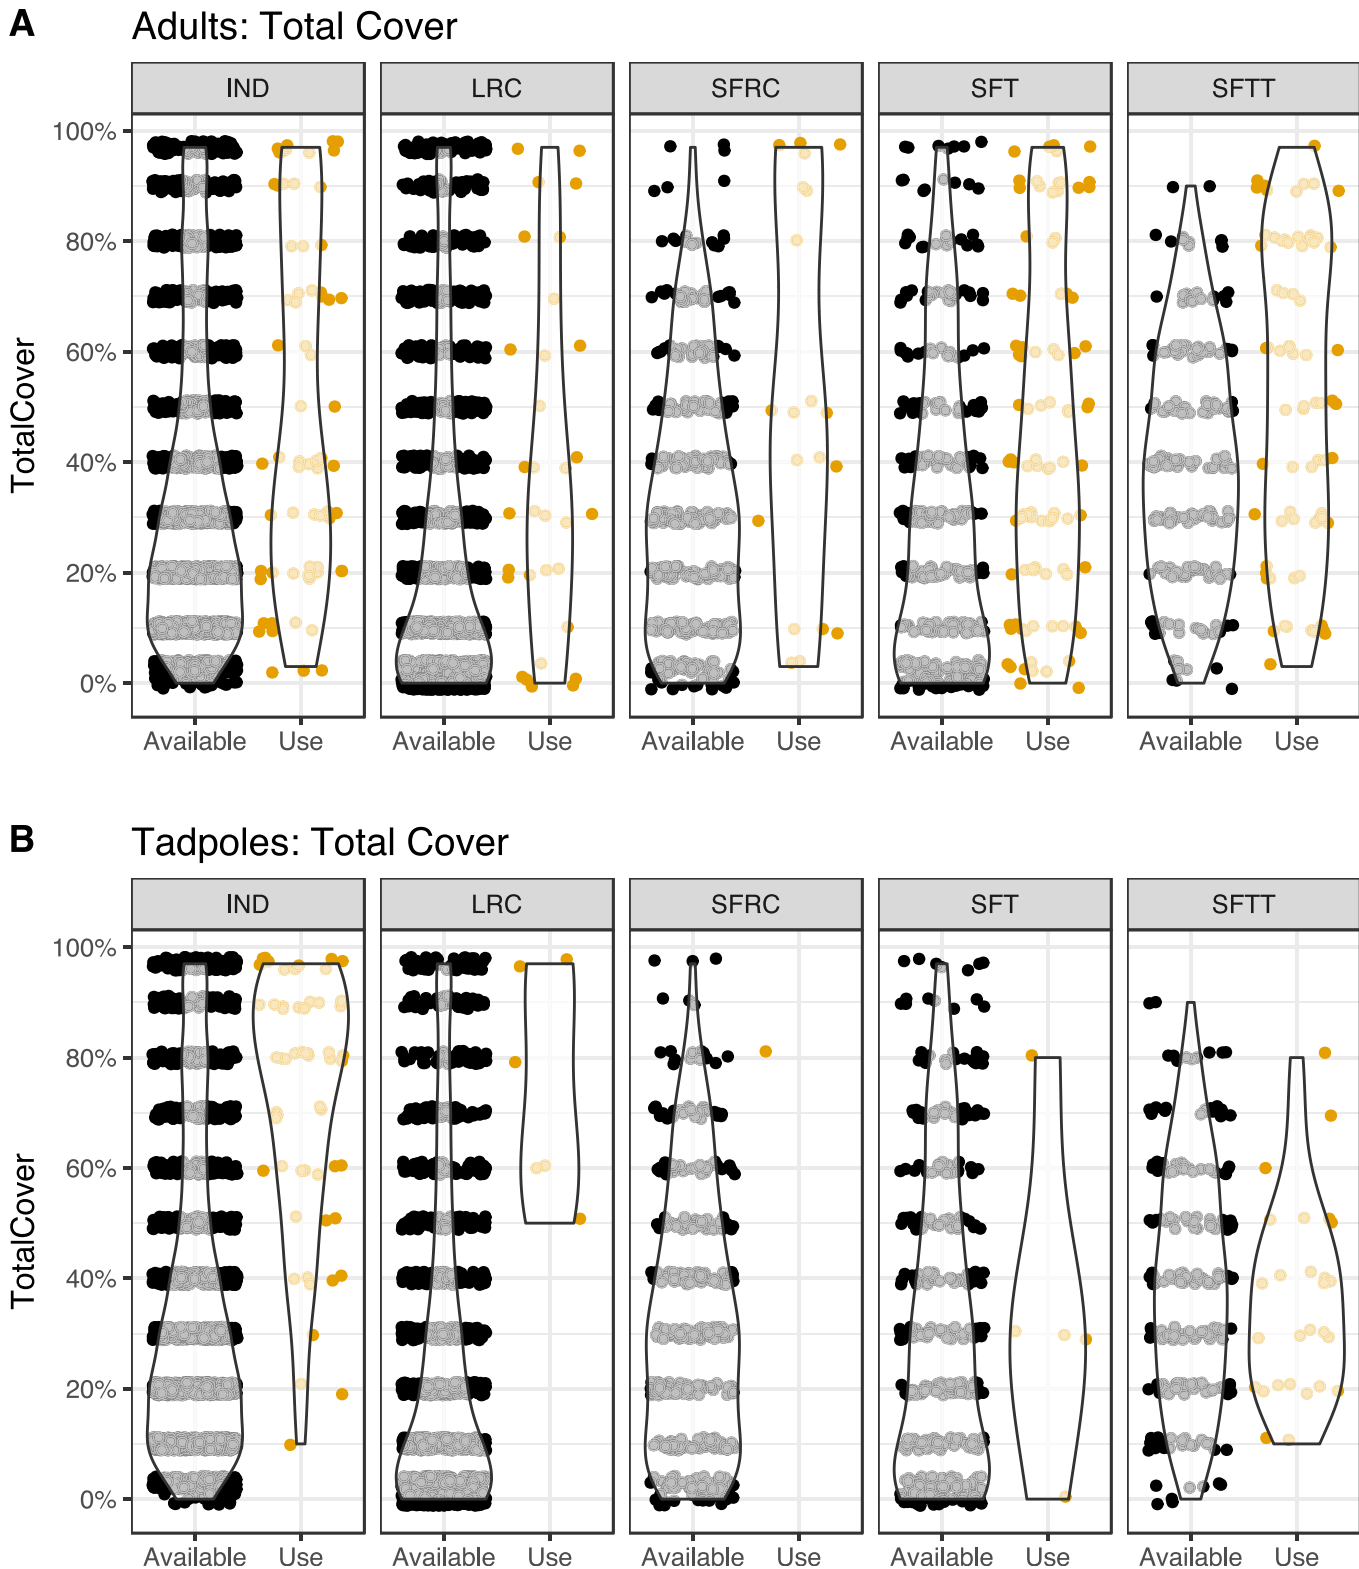 A Adults: Total Cover
IND LRC SFRC SFT SFTT
100%
80%
60%
40%
20%
0%
TotalCover
Available Use Available Use Available Use Available Use Available Use
B Tadpoles: Total Cover
IND LRC SFRC SFT SFTT
100%
80%
60%
40%
20%
0%
TotalCover
Available Use Available Use Available Use Available Use Available Use